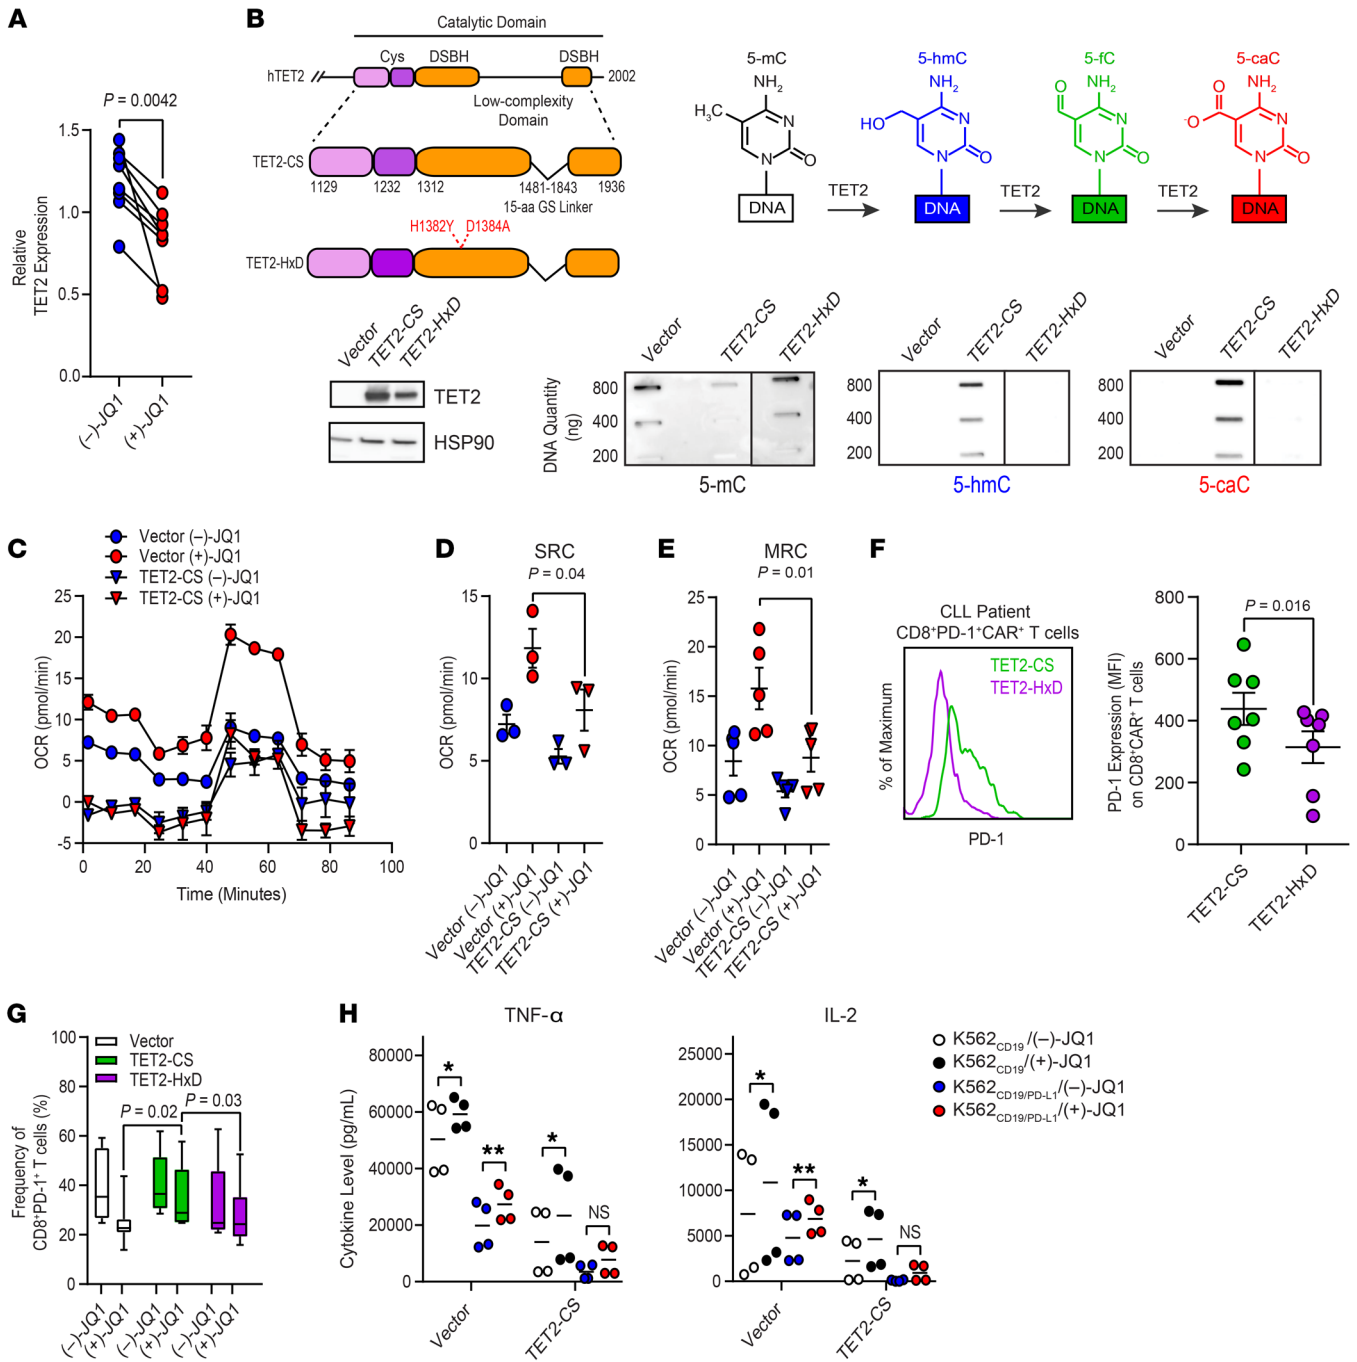 A
P = 0.0042
1.5
1.0
0.5
0.0
Relative
TET2 Expression
(–)-JQ1
(+)-JQ1
B
Catalytic Domain
Cys
DSBH
DSBH
hTET2
2002
Low-complexity
Domain
TET2-CS
1129
1232
1312
1481-1843
1936
15-aa GS Linker
H1382Y
D1384A
TET2-HxD
5-mC
5-hmC
5-fC
5-caC
NH2
H3C
N
N
O
DNA
TET2
NH2
HO
N
N
O
DNA
TET2
O
NH2
N
N
O
DNA
TET2
O
-O
NH2
N
N
O
DNA
Vector
TET2-CS
TET2-HxD
TET2
HSP90
DNA Quantity
(ng)
Vector
TET2-CS
TET2-HxD
800
400
200
5-mC
Vector
TET2-CS
TET2-HxD
800
400
200
5-hmC
Vector
TET2-CS
TET2-HxD
800
400
200
5-caC
C
Vector (–)-JQ1
Vector (+)-JQ1
TET2-CS (–)-JQ1
TET2-CS (+)-JQ1
OCR (pmol/min)
25
20
15
10
5
0
-5
0
20
40
60
80
100
Time (Minutes)
D
SRC
P = 0.04
OCR (pmol/min)
15
10
5
0
Vector (–)-JQ1
Vector (+)-JQ1
TET2-CS (–)-JQ1
TET2-CS (+)-JQ1
E
MRC
P = 0.01
OCR (pmol/min)
25
20
15
10
5
0
Vector (–)-JQ1
Vector (+)-JQ1
TET2-CS (–)-JQ1
TET2-CS (+)-JQ1
F
CLL Patient
CD8+PD-1+CAR+ T cells
TET2-CS
TET2-HxD
% of Maximum
PD-1
P = 0.016
PD-1 Expression (MFI)
on CD8+CAR+ T cells
800
600
400
200
0
TET2-CS
TET2-HxD
G
Vector
TET2-CS
TET2-HxD
P = 0.02
P = 0.03
Frequency of
CD8+PD-1+ T cells (%)
100
80
60
40
20
0
(–)-JQ1
(+)-JQ1
(–)-JQ1
(+)-JQ1
(–)-JQ1
(+)-JQ1
H
TNF-α
Cytokine Level (pg/mL)
80000
60000
40000
20000
0
*
**
*
NS
Vector
TET2-CS
IL-2
25000
20000
15000
10000
5000
0
*
**
*
NS
Vector
TET2-CS
K562CD19/(–)-JQ1
K562CD19/(+)-JQ1
K562CD19/PD-L1/(–)-JQ1
K562CD19/PD-L1/(+)-JQ1